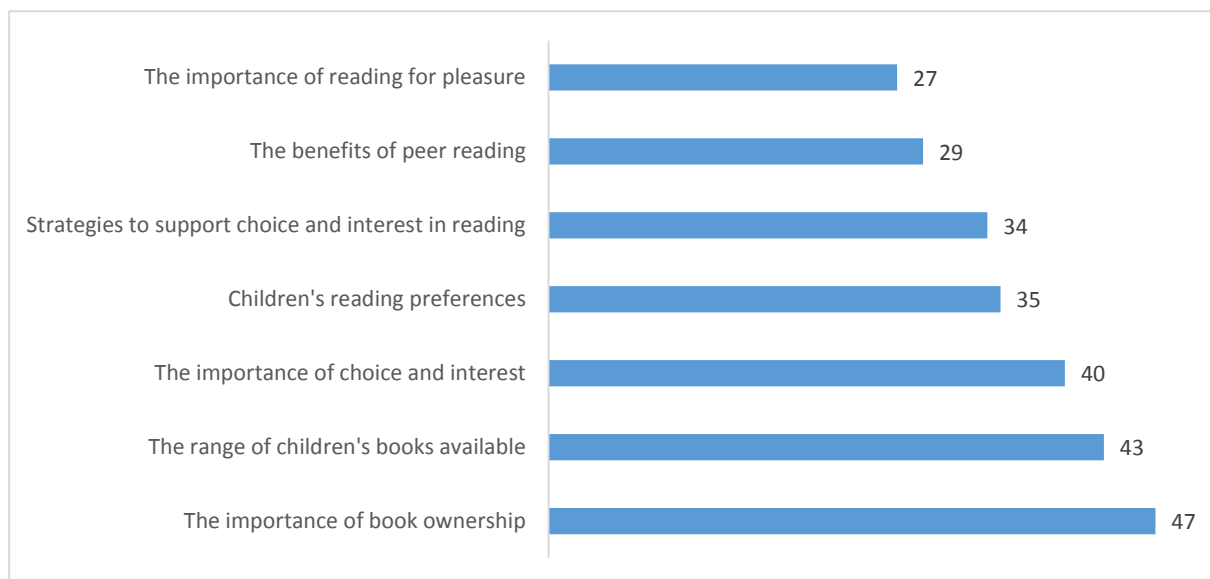 The importance of reading for pleasure 27
The benefits of peer reading 29
Strategies to support choice and interest in reading 34
Children's reading preferences 35
The importance of choice and interest 40
The range of children's books available 43
The importance of book ownership 47